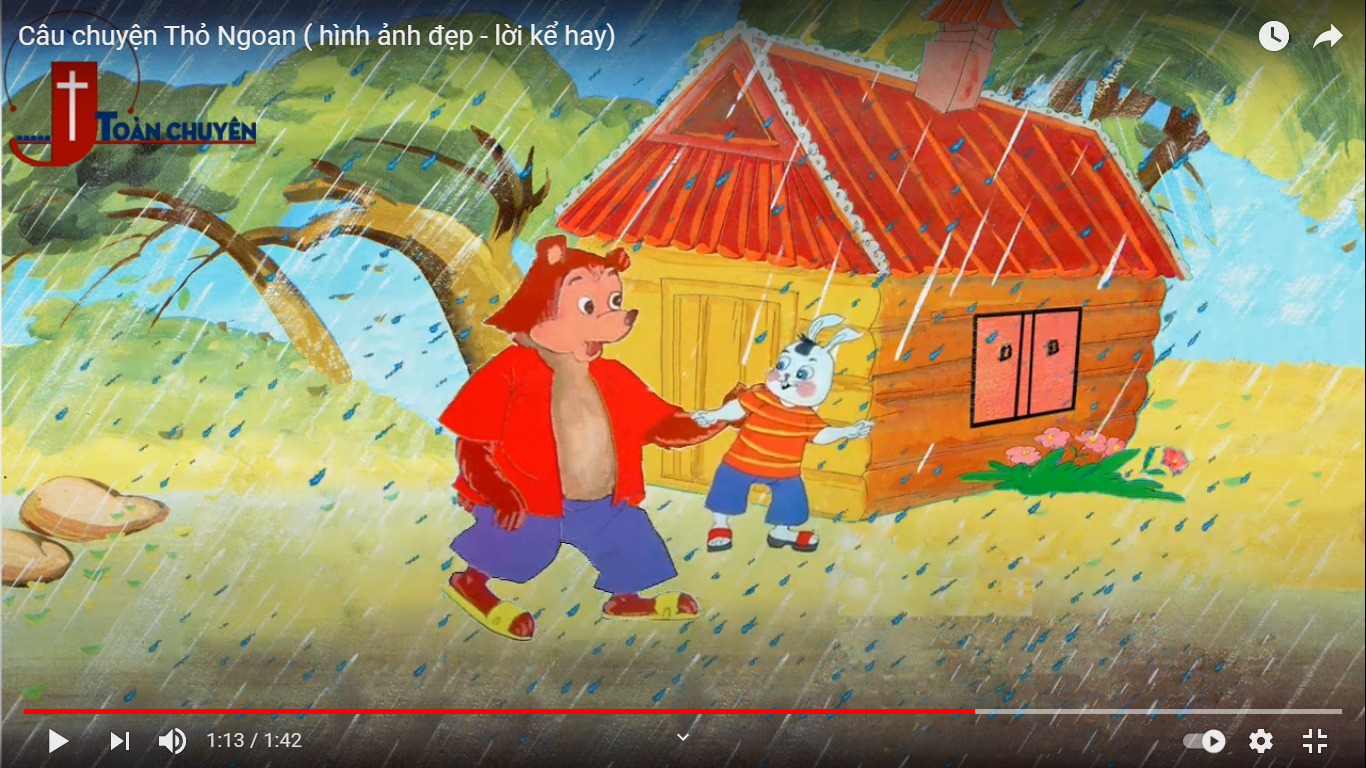 Câu chuyện Thỏ Ngoan ( hình ảnh đẹp - lời kể hay)
TOÀN CHUYÊN
1:13 / 1:42